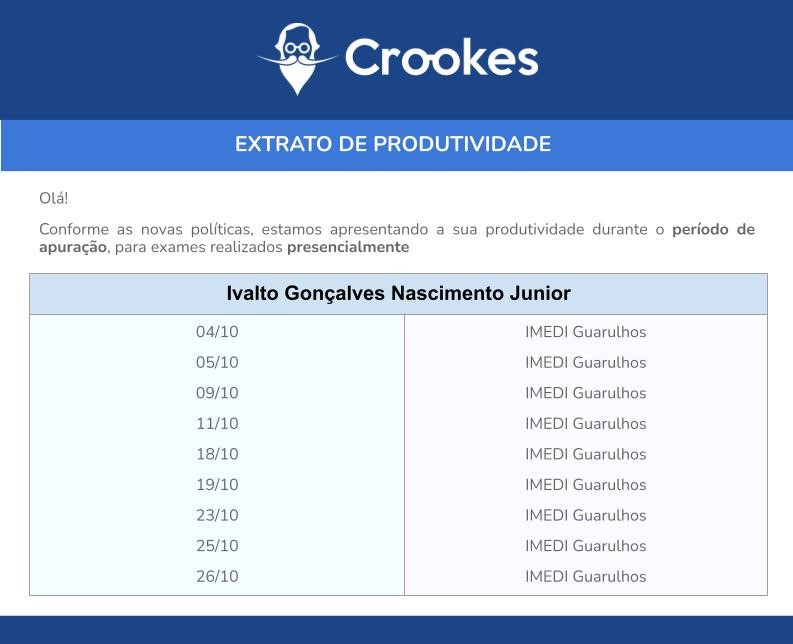 Crookes
EXTRATO DE PRODUTIVIDADE
Olá!
Conforme as novas políticas, estamos apresentando a sua produtividade durante o período de
apuração, para exames realizados presencialmente
Ivalto Gonçalves Nascimento Junior
04/10 IMEDI Guarulhos
05/10 IMEDI Guarulhos
09/10 IMEDI Guarulhos
11/10 IMEDI Guarulhos
18/10 IMEDI Guarulhos
19/10 IMEDI Guarulhos
23/10 IMEDI Guarulhos
25/10 IMEDI Guarulhos
26/10 IMEDI Guarulhos